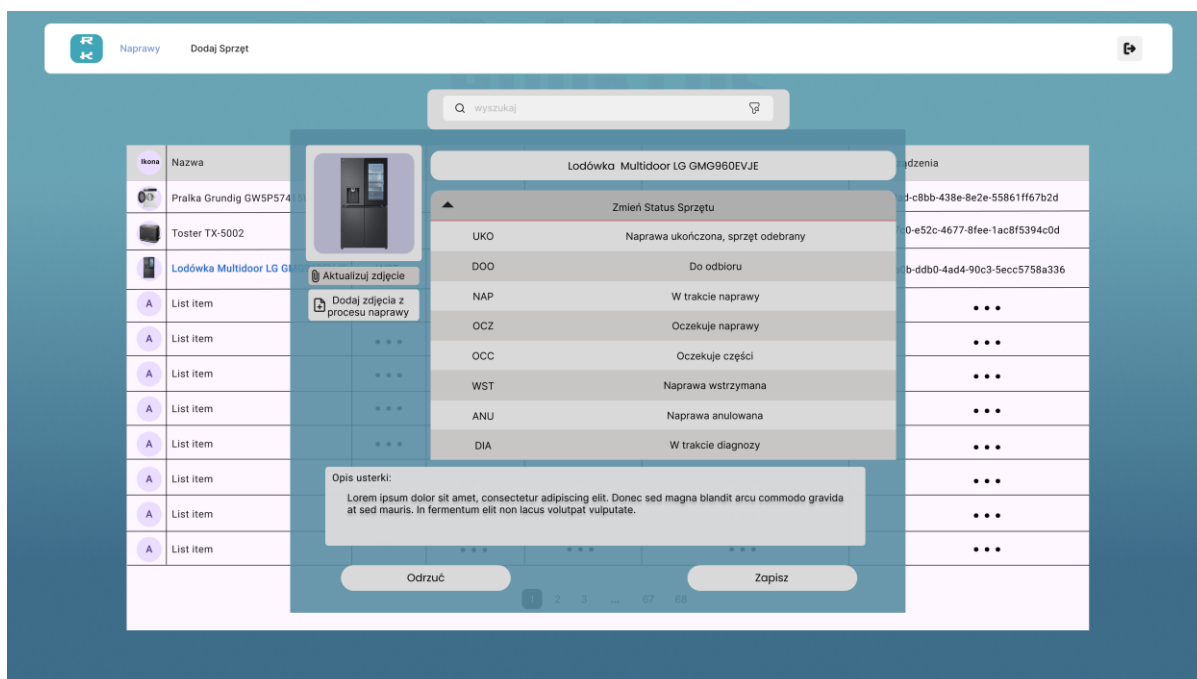 RK
Naprawy
Dodaj Sprzęt
wyszukaj
Ikona
Nazwa
Pralka Grundig GW5P574
-c8bb-438e-8e2e-55861ff67b2d
Toster TX-5002
-e52c-4677-8fee-1ac8f5394c0d
Lodówka Multidoor LG
-ddb0-4ad4-90c3-5ecc5758a336
A List item
A List item
A List item
A List item
A List item
A List item
A List item
A List item
Lodówka Multidoor LG GMG960EVJE
Aktualizuj zdjęcie
Dodaj zdjęcia z
procesu naprawy
Zmień Status Sprzętu
UKO Naprawa ukończona, sprzęt odebrany
DOO Do odbioru
NAP W trakcie naprawy
OCZ Oczekuje naprawy
OCC Oczekuje części
WST Naprawa wstrzymana
ANU Naprawa anulowana
DIA W trakcie diagnozy
Opis usterki:
Lorem ipsum dolor sit amet, consectetur adipiscing elit. Donec sed magna blandit arcu commodo gravida
at sed mauris. In fermentum elit non lacus volutpat vulputate.
Odrzuć
Zapisz
1 2 3 ... 67 68